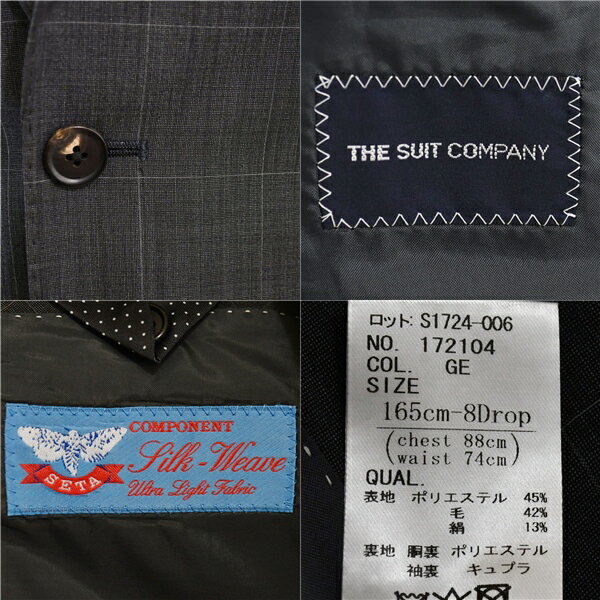 THE SUIT COMPANY
COMPONENT
Silk-Weave
SETA
Ultra Light Fabric
ロット: S1724-006
NO. 172104
COL. GE
SIZE
165cm-8Drop
(chest 88cm)
(waist 74cm)
QUAL.
表地 ポリエステル 45%
毛 42%
絹 13%
裏地 胴裏 ポリエステル
袖裏 キュプラ